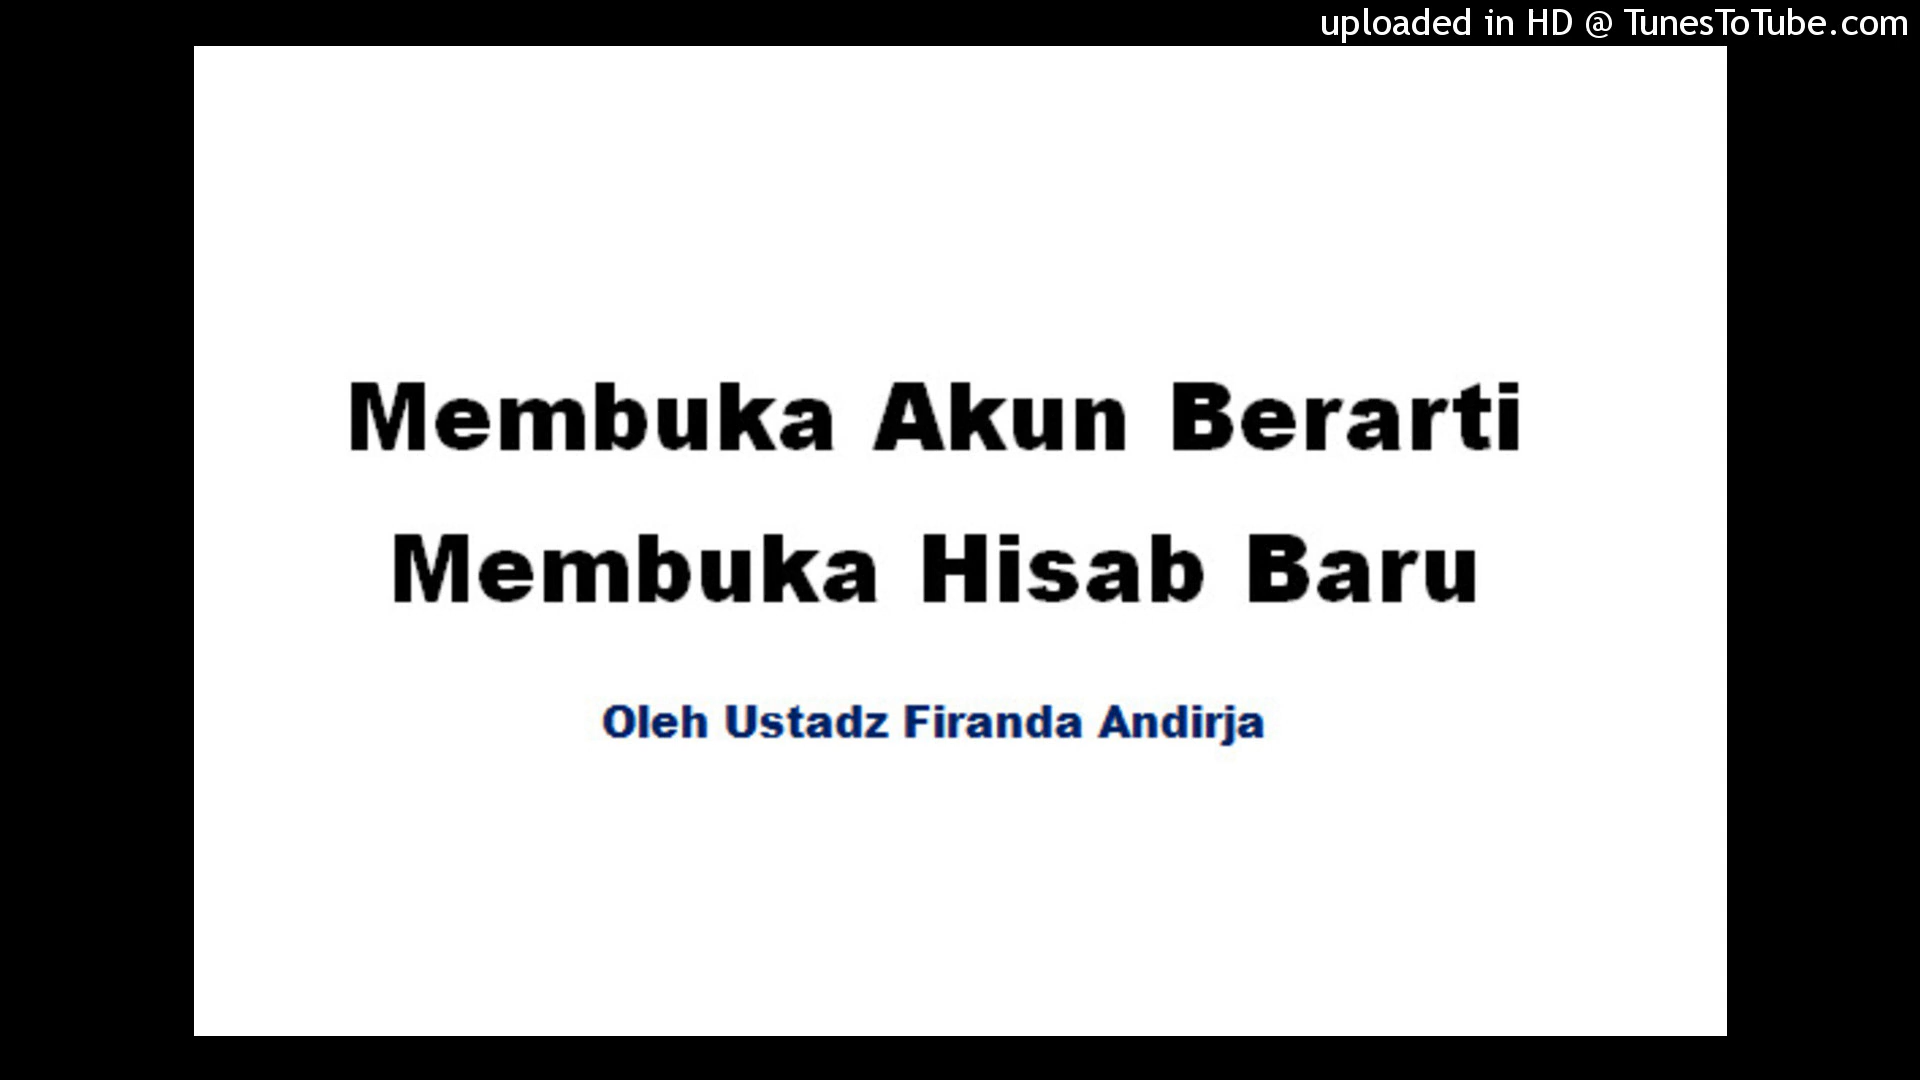 uploaded in HD @ TunesToTube.com
Membuka Akun Berarti
Membuka Hisab Baru
Oleh Ustadz Firanda Andirja